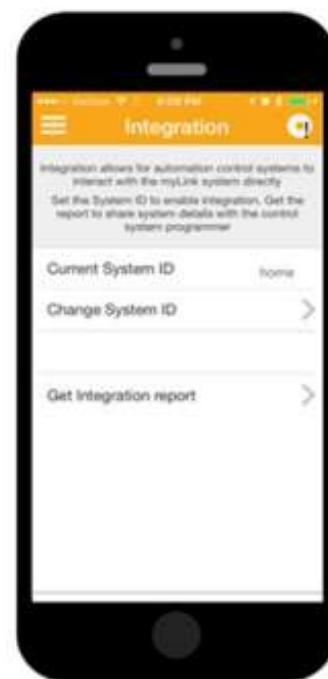 Verizon
Integration
Integration allows for automation control systems to
interact with the myLink system directly
Set the System ID to enable integration. Get the
report to share system details with the control
system programmer
Current System ID home
Change System ID
Get Integration report